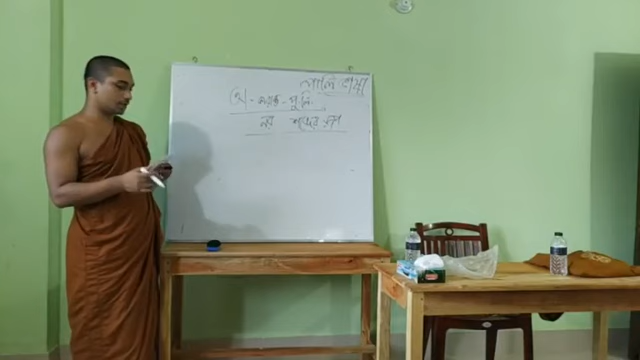 পালি ভাষা
অ - কারান্ত - পুংলিঙ্গ
নর শব্দের রূপ